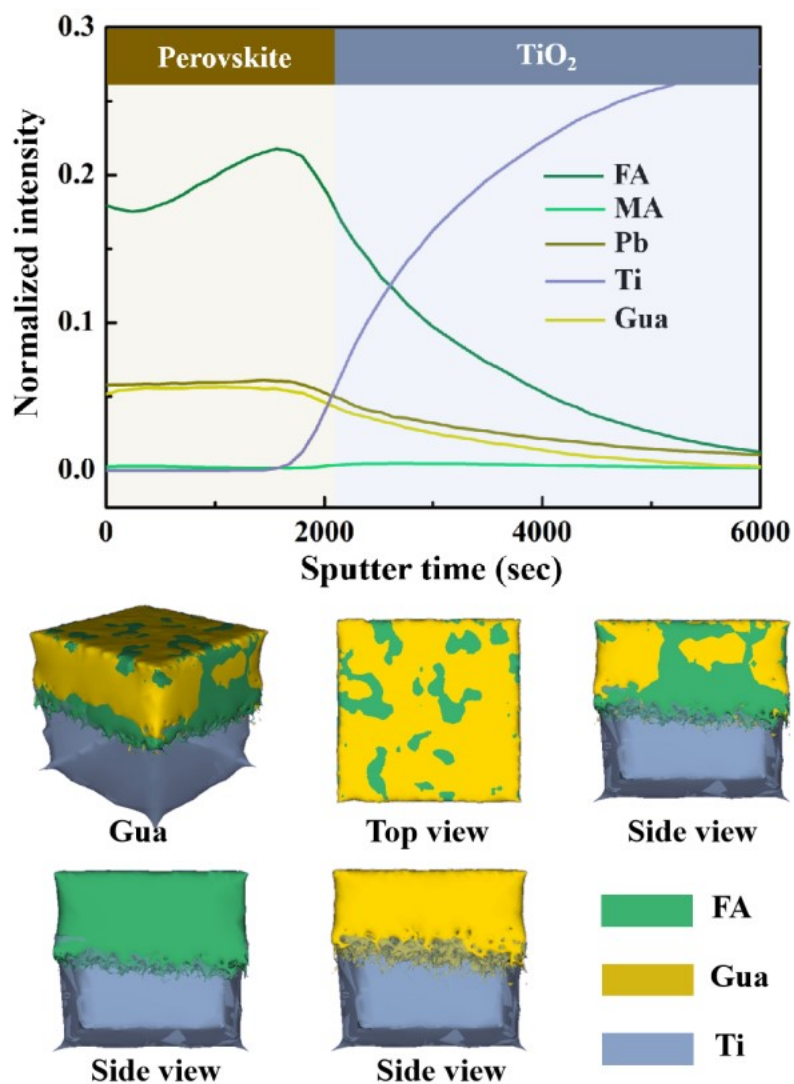 0.3
Perovskite
TiO₂
0.2
FA
MA
Pb
Ti
Gua
0.1
0.0
Normalized intensity
0
2000
4000
6000
Sputter time (sec)
Gua
Top view
Side view
FA
Gua
Ti
Side view
Side view